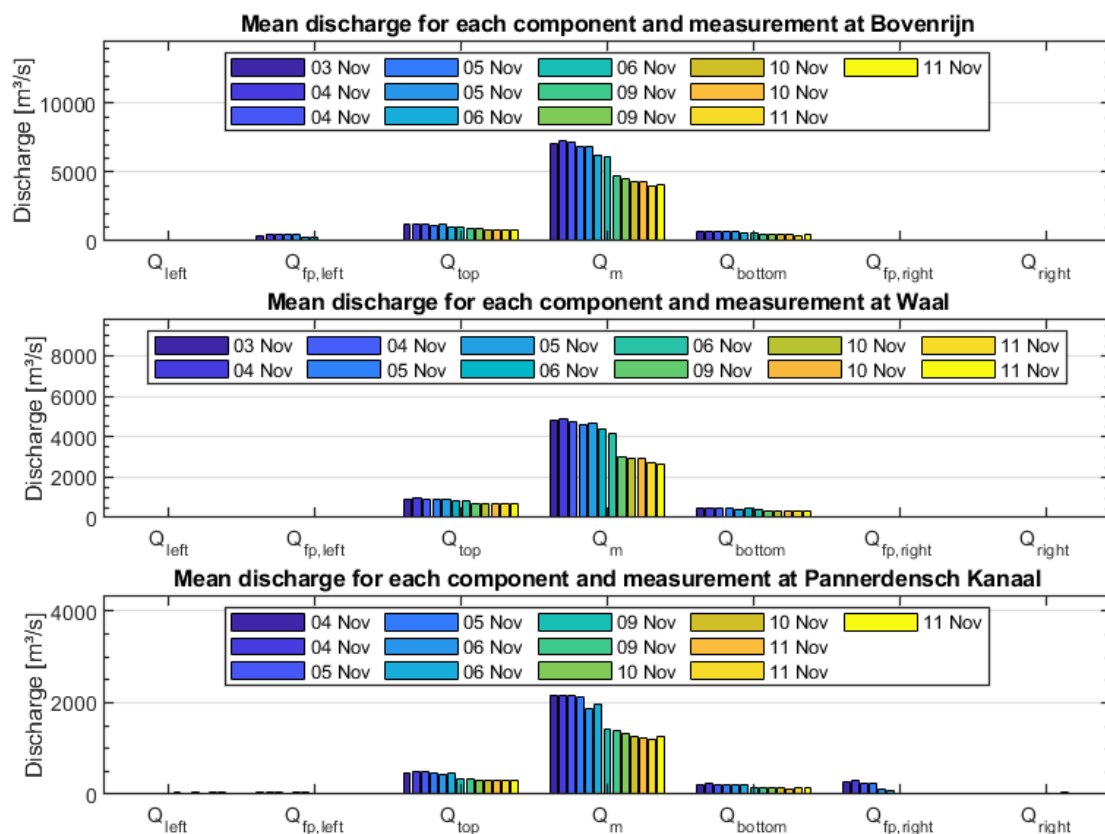 Mean discharge for each component and measurement at Bovenrijn
Discharge [m³/s]
10000
5000
0
03 Nov 05 Nov 06 Nov 10 Nov 11 Nov
04 Nov 05 Nov 09 Nov 10 Nov
04 Nov 06 Nov 09 Nov 11 Nov
Q_left Q_fp,left Q_top Q_m Q_bottom Q_fp,right Q_right
Mean discharge for each component and measurement at Waal
Discharge [m³/s]
8000
6000
4000
2000
0
03 Nov 04 Nov 05 Nov 06 Nov 10 Nov 11 Nov
04 Nov 05 Nov 06 Nov 09 Nov 10 Nov 11 Nov
Q_left Q_fp,left Q_top Q_m Q_bottom Q_fp,right Q_right
Mean discharge for each component and measurement at Pannerdensch Kanaal
Discharge [m³/s]
4000
2000
0
04 Nov 05 Nov 09 Nov 10 Nov 11 Nov
04 Nov 06 Nov 09 Nov 11 Nov
05 Nov 06 Nov 10 Nov 11 Nov
Q_left Q_fp,left Q_top Q_m Q_bottom Q_fp,right Q_right